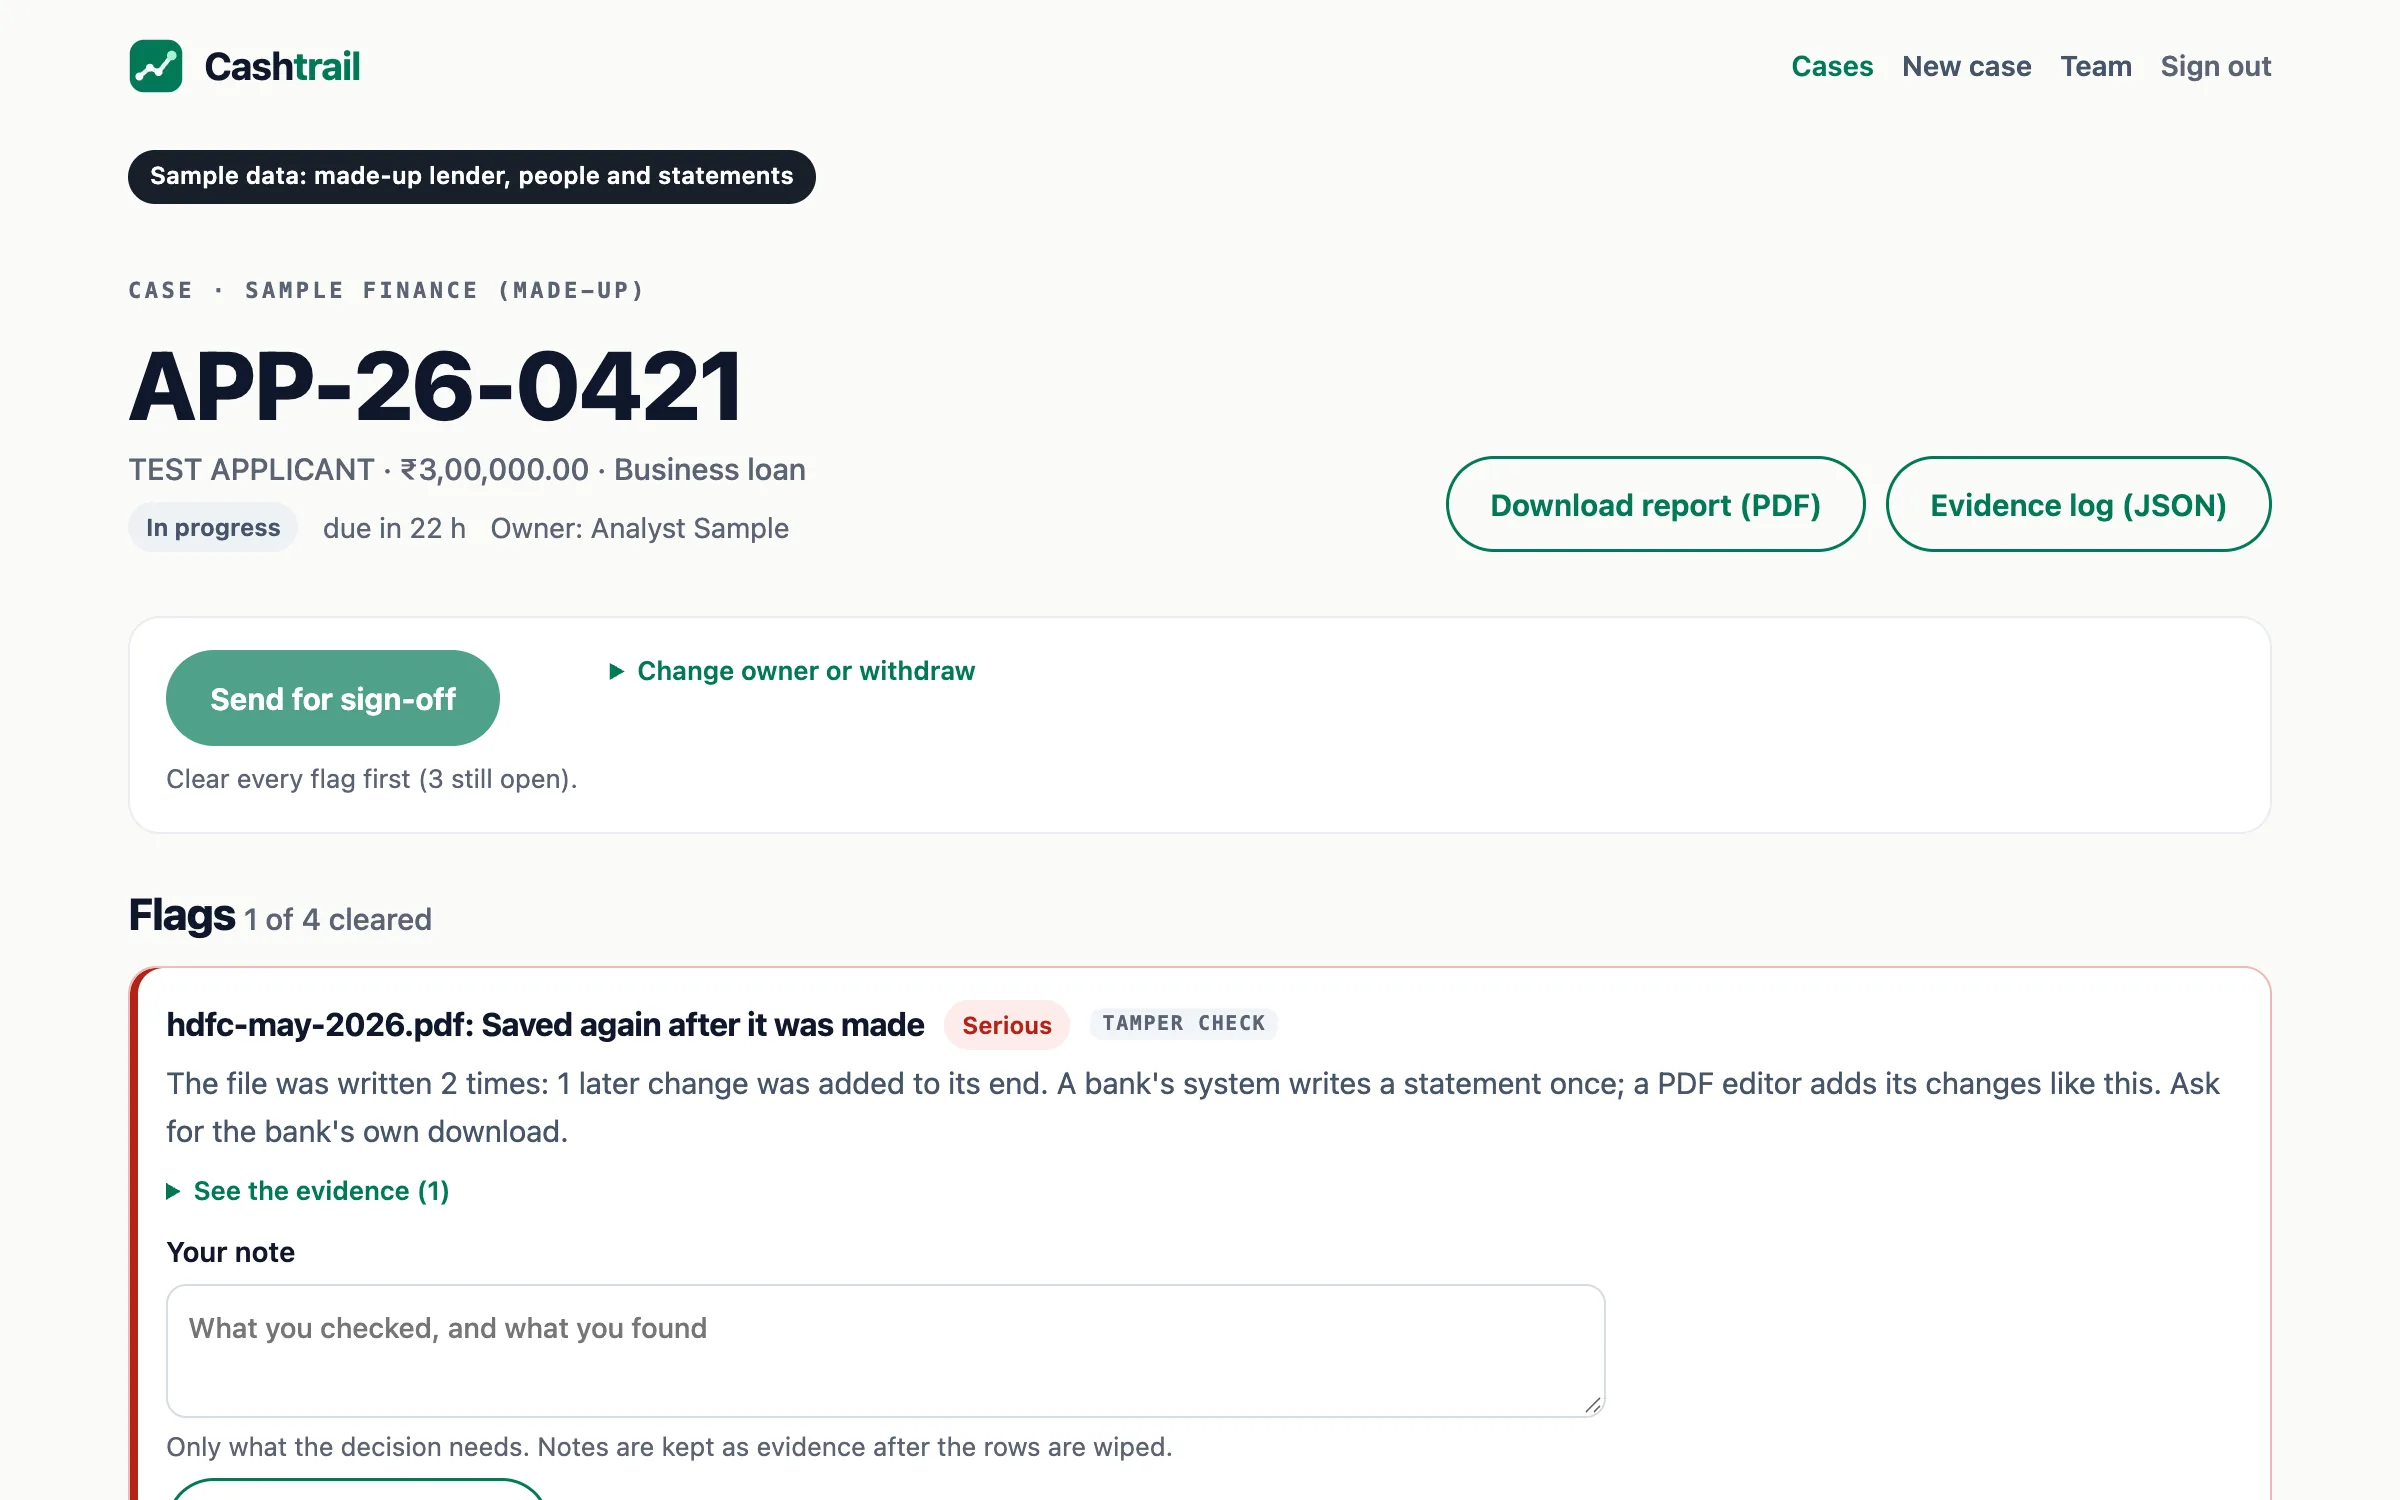 Cashtrail
Cases New case Team Sign out
Sample data: made-up lender, people and statements
CASE · SAMPLE FINANCE (MADE-UP)
APP-26-0421
TEST APPLICANT · ₹3,00,000.00 · Business loan
In progress due in 22 h Owner: Analyst Sample
Download report (PDF) Evidence log (JSON)
Send for sign-off
Change owner or withdraw
Clear every flag first (3 still open).
Flags 1 of 4 cleared
hdfc-may-2026.pdf: Saved again after it was made Serious TAMPER CHECK
The file was written 2 times: 1 later change was added to its end. A bank's system writes a statement once; a PDF editor adds its changes like this. Ask
for the bank's own download.
See the evidence (1)
Your note
What you checked, and what you found
Only what the decision needs. Notes are kept as evidence after the rows are wiped.